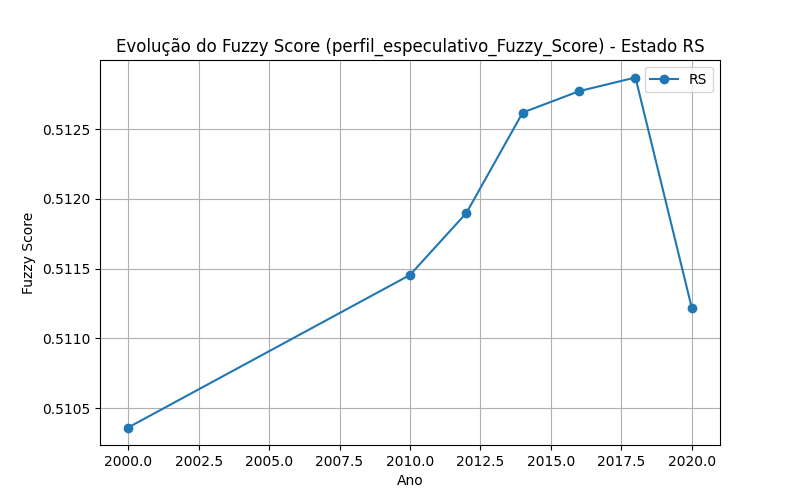 Evolução do Fuzzy Score (perfil_especulativo_Fuzzy_Score) - Estado RS
RS
0.5125
0.5120
0.5115
0.5110
0.5105
Fuzzy Score
2000.0 2002.5 2005.0 2007.5 2010.0 2012.5 2015.0 2017.5 2020.0
Ano